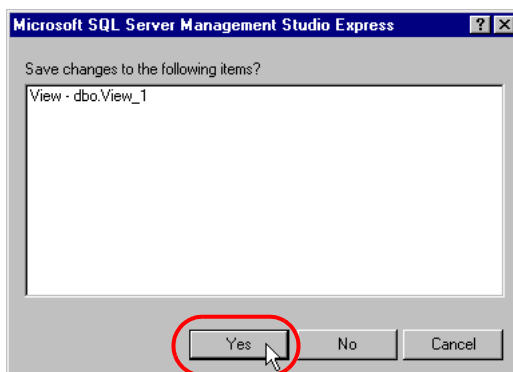 Microsoft SQL Server Management Studio Express
Save changes to the following items?
View - dbo.View_1
Yes
No
Cancel